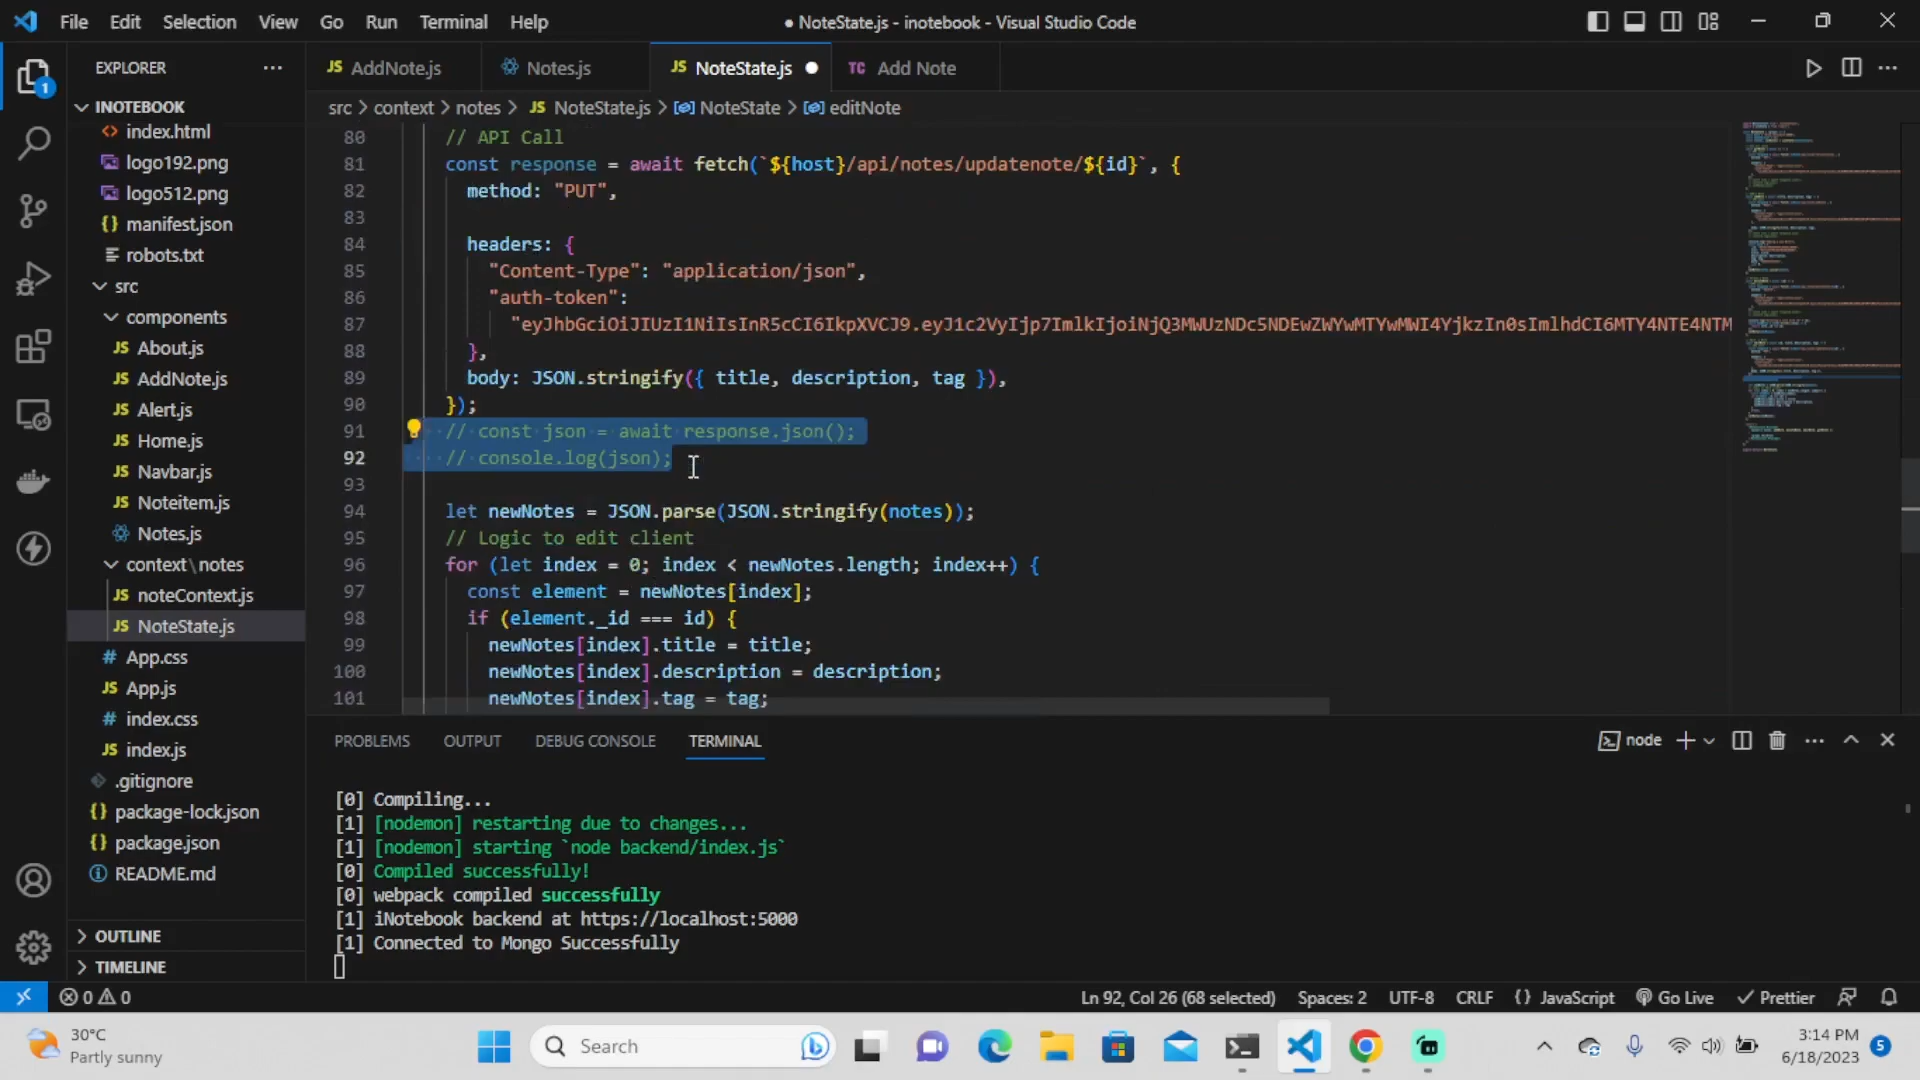 File Edit Selection View Go Run Terminal Help
● NoteState.js - inotebook - Visual Studio Code
EXPLORER ···
JS AddNote.js
Notes.js
JS NoteState.js ●
TC Add Note
src > context > notes > JS NoteState.js > NoteState > editNote
1
INOTEBOOK
<> index.html
logo192.png
logo512.png
{} manifest.json
robots.txt
src
components
JS About.js
JS AddNote.js
JS Alert.js
JS Home.js
JS Navbar.js
JS Noteitem.js
Notes.js
context\notes
JS noteContext.js
JS NoteState.js
# App.css
JS App.js
# index.css
JS index.js
.gitignore
{} package-lock.json
{} package.json
README.md
OUTLINE
TIMELINE
80 // API Call
81 const response = await fetch(`${host}/api/notes/updatenote/${id}`, {
82 method: "PUT",
83
84 headers: {
85 "Content-Type": "application/json",
86 "auth-token":
87 "eyJhbGciOiJIUzI1NiIsInR5cCI6IkpXVCJ9.eyJ1c2VyIjp7ImlkIjoiNjQ3MWUzNDc5NDEwZWYwMTYwMWI4YjkzIn0sImlhdCI6MTY4NTE4NTM
88 },
89 body: JSON.stringify({ title, description, tag }),
90 });
91 // const json = await response.json();
92 // console.log(json);
93
94 let newNotes = JSON.parse(JSON.stringify(notes));
95 // Logic to edit client
96 for (let index = 0; index < newNotes.length; index++) {
97 const element = newNotes[index];
98 if (element._id === id) {
99 newNotes[index].title = title;
100 newNotes[index].description = description;
101 newNotes[index].tag = tag;
PROBLEMS OUTPUT DEBUG CONSOLE TERMINAL
node
[0] Compiling...
[1] [nodemon] restarting due to changes...
[1] [nodemon] starting `node backend/index.js`
[0] Compiled successfully!
[0] webpack compiled successfully
[1] iNotebook backend at https://localhost:5000
[1] Connected to Mongo Successfully
0 0
Ln 92, Col 26 (68 selected) Spaces: 2 UTF-8 CRLF {} JavaScript Go Live Prettier
30°C
Partly sunny
Search
3:14 PM
6/18/2023
5